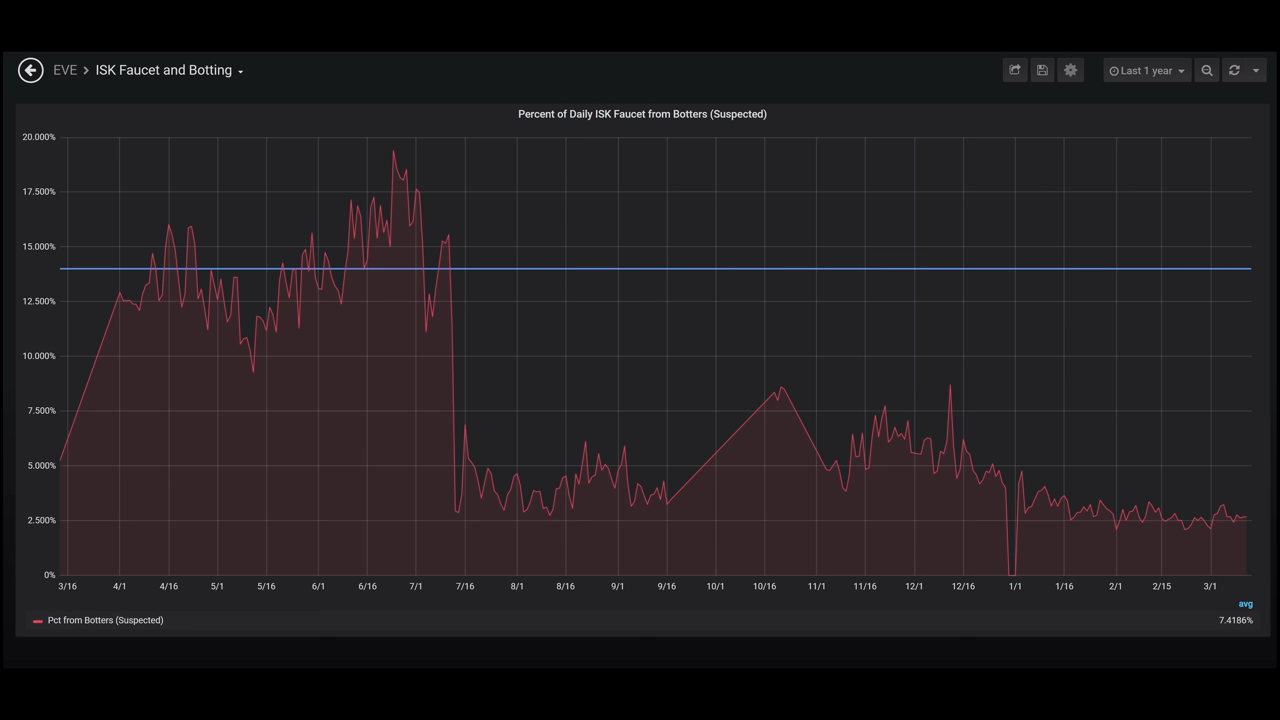 EVE > ISK Faucet and Botting
Last 1 year
Percent of Daily ISK Faucet from Botters (Suspected)
20.000%
17.500%
15.000%
12.500%
10.000%
7.500%
5.000%
2.500%
0%
3/16 4/1 4/16 5/1 5/16 6/1 6/16 7/1 7/16 8/1 8/16 9/1 9/16 10/1 10/16 11/1 11/16 12/1 12/16 1/1 1/16 2/1 2/15 3/1
avg
Pct from Botters (Suspected) 7.4186%